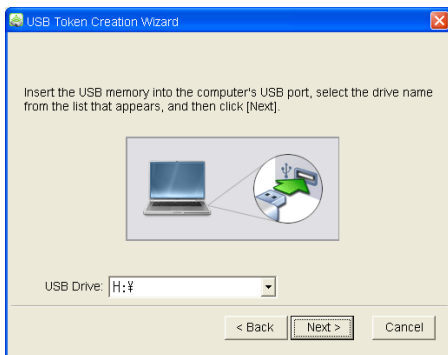 USB Token Creation Wizard
Insert the USB memory into the computer's USB port, select the drive name
from the list that appears, and then click [Next].
USB Drive: H:¥
< Back Next > Cancel